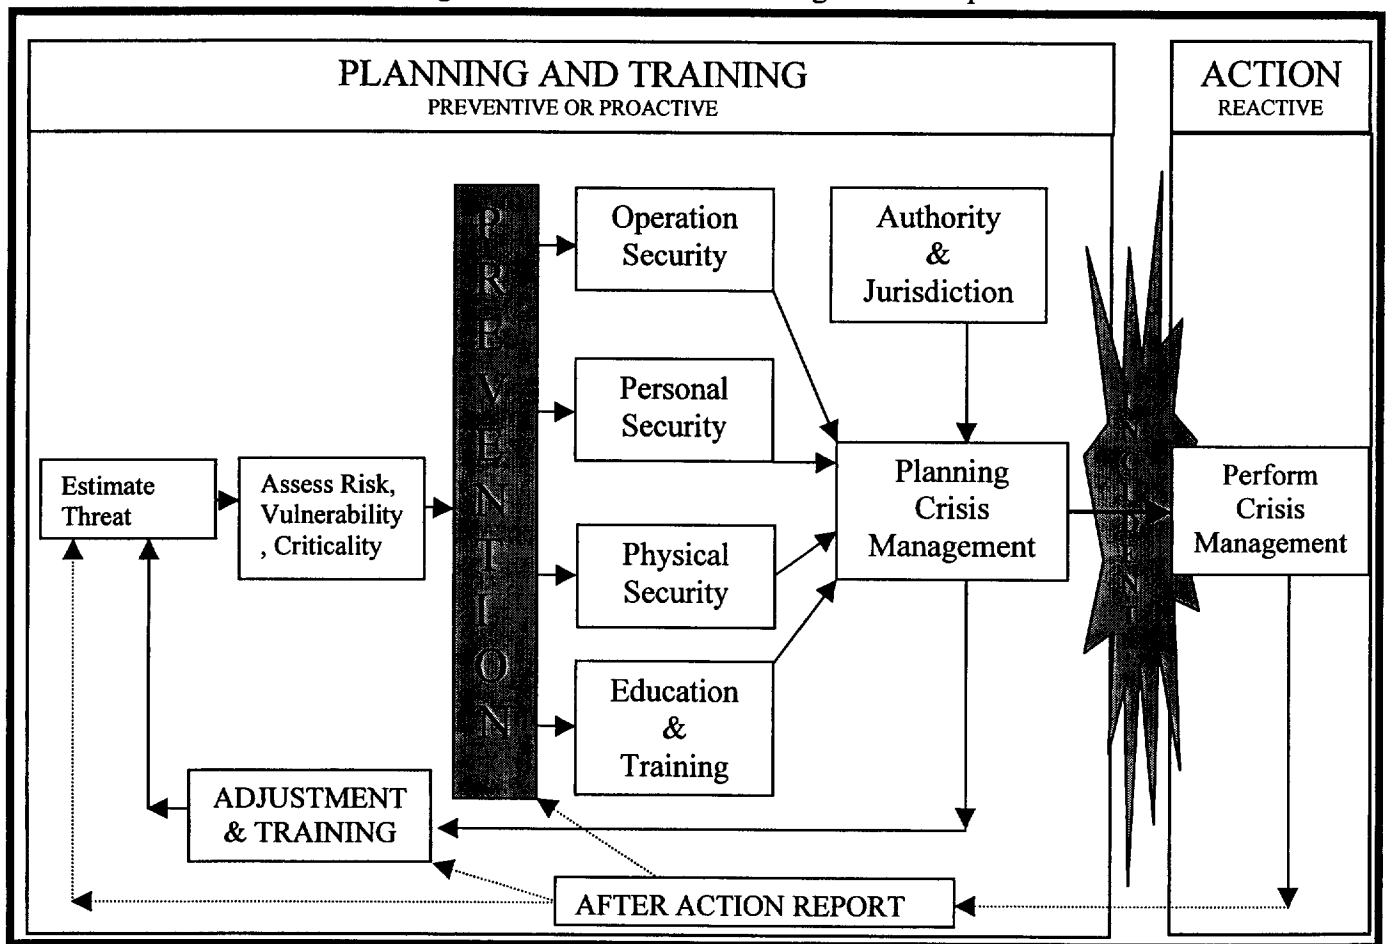 PLANNING AND TRAINING
PREVENTIVE OR PROACTIVE
ACTION
REACTIVE
PREVENTION
Operation
Security
Authority
&
Jurisdiction
Personal
Security
Estimate
Threat
Assess Risk,
Vulnerability
, Criticality
Planning
Crisis
Management
INCIDENT
Perform
Crisis
Management
Physical
Security
Education
&
Training
ADJUSTMENT
& TRAINING
AFTER ACTION REPORT